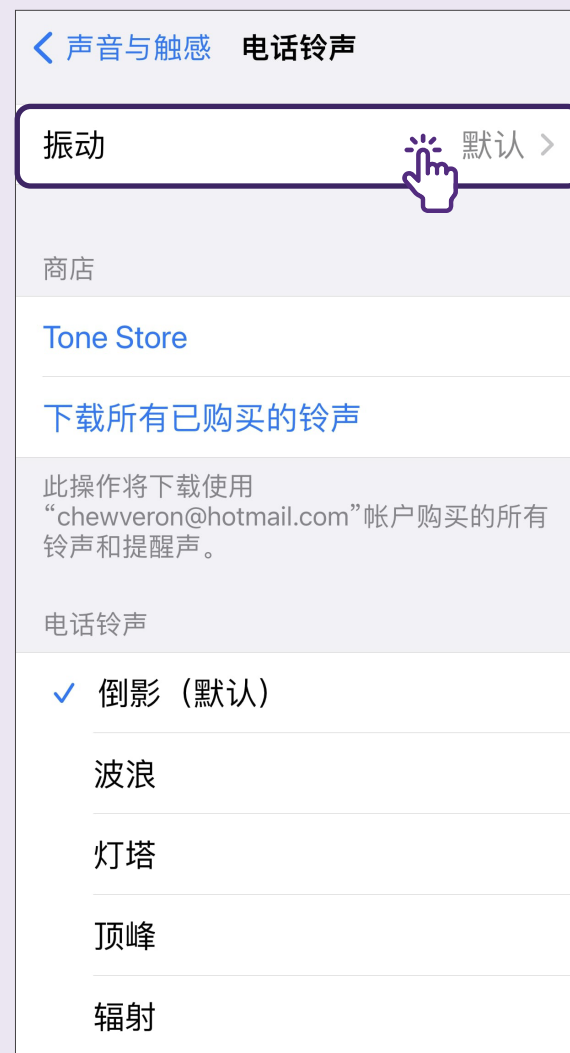 声音与触感 电话铃声
振动 默认
商店
Tone Store
下载所有已购买的铃声
此操作将下载使用
“chewveron@hotmail.com”帐户购买的所有
铃声和提醒声。
电话铃声
倒影（默认）
波浪
灯塔
顶峰
辐射